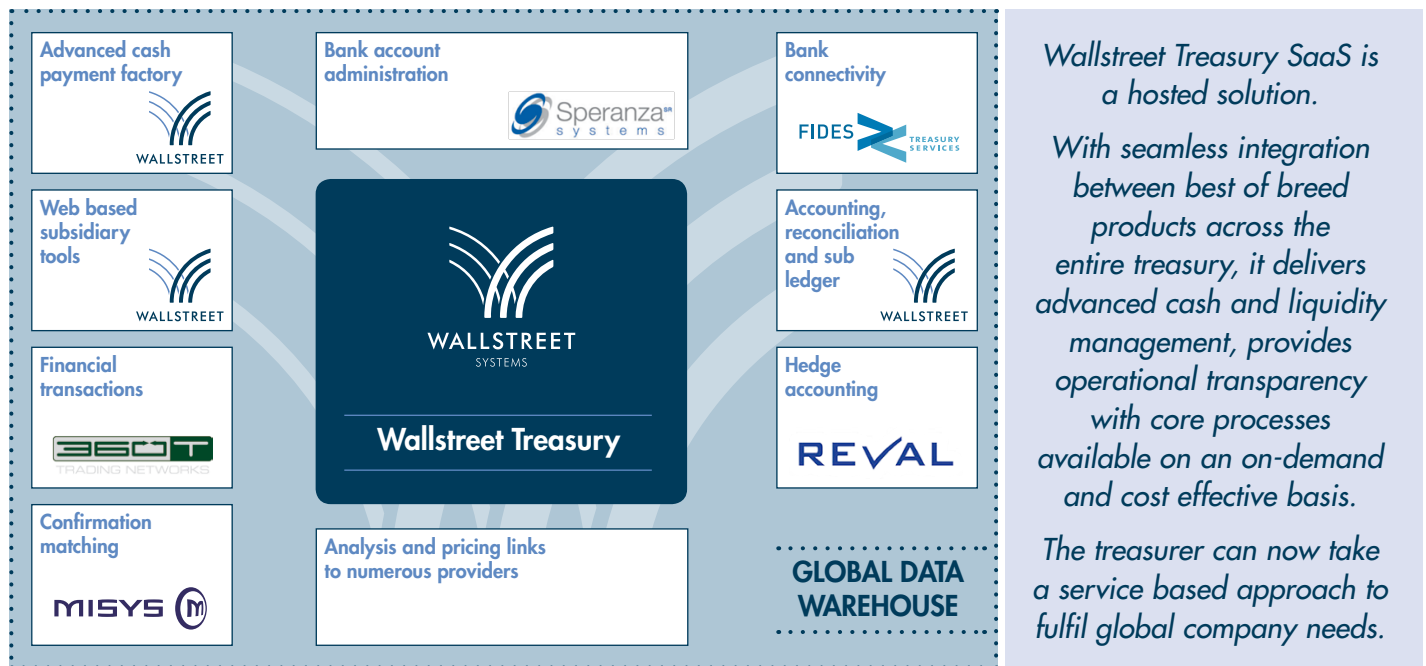 Advanced cash
payment factory
WALLSTREET
Web based
subsidiary
tools
WALLSTREET
Financial
transactions
360T
TRADING NETWORKS
Confirmation
matching
MISYS M
Bank account
administration
Speranza SR
systems
WALLSTREET
SYSTEMS
Wallstreet Treasury
Analysis and pricing links
to numerous providers
Bank
connectivity
FIDES
TREASURY
SERVICES
Accounting,
reconciliation
and sub
ledger
WALLSTREET
Hedge
accounting
REVAL
GLOBAL DATA
WAREHOUSE
Wallstreet Treasury SaaS is
a hosted solution.
With seamless integration
between best of breed
products across the
entire treasury, it delivers
advanced cash and liquidity
management, provides
operational transparency
with core processes
available on an on-demand
and cost effective basis.
The treasurer can now take
a service based approach to
fulfil global company needs.